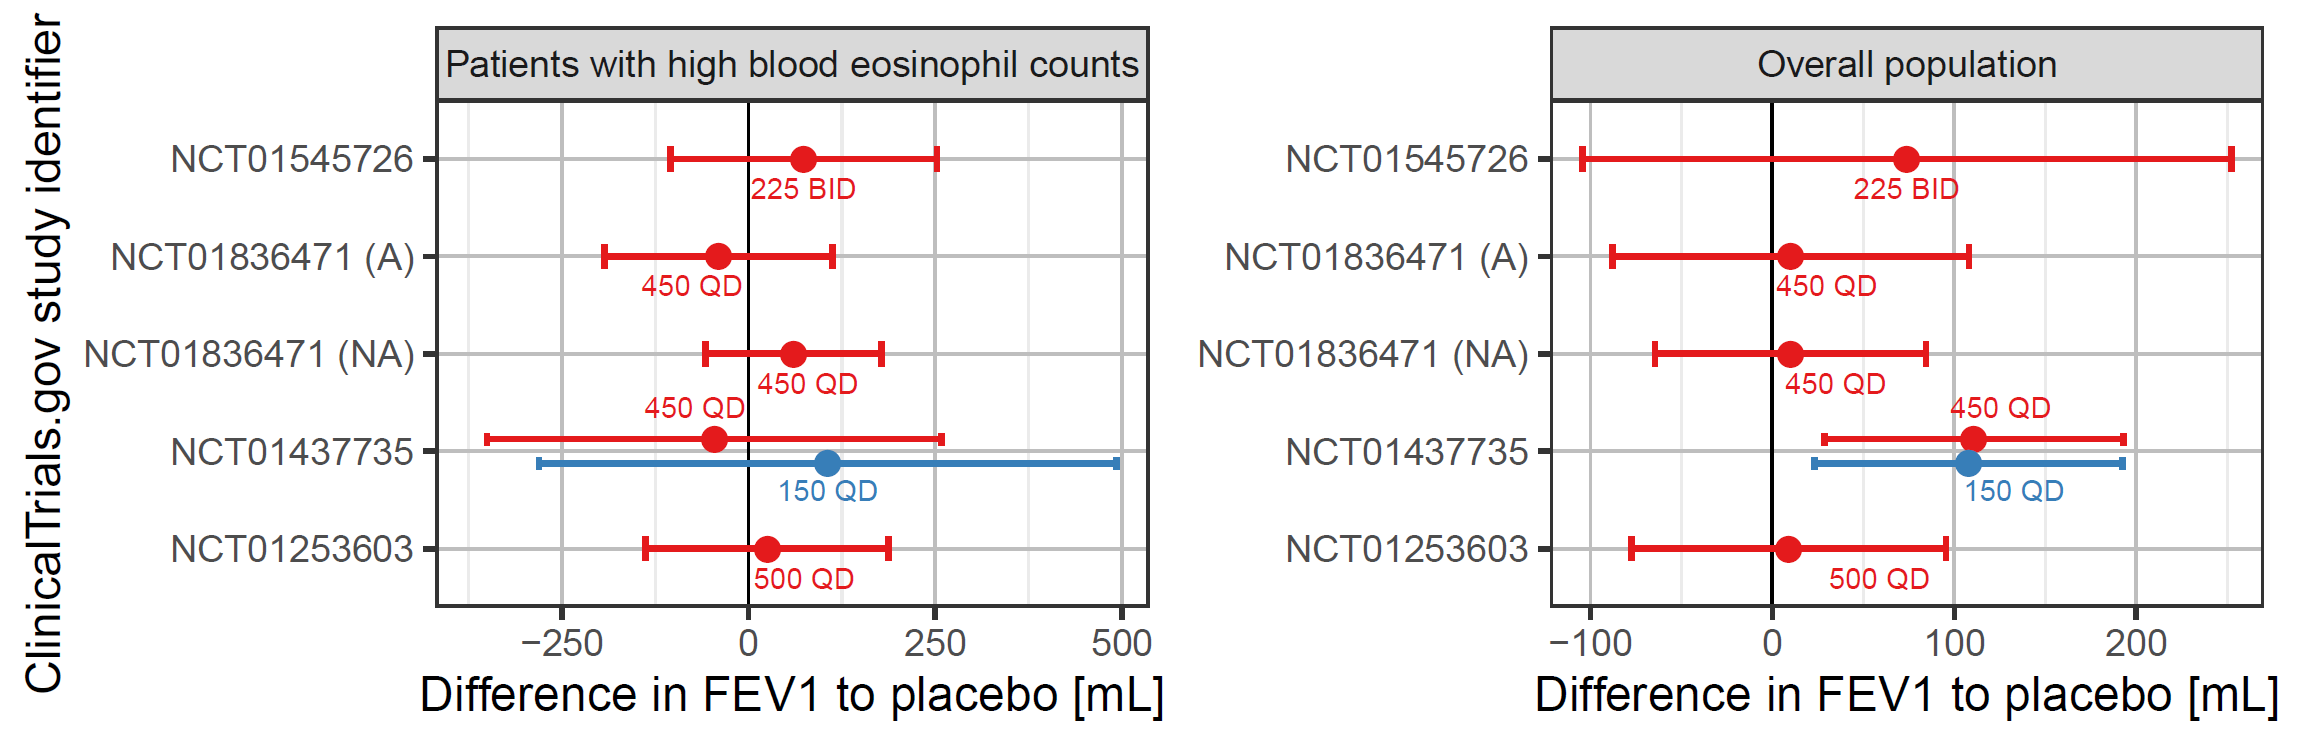 ClinicalTrials.gov study identifier
Patients with high blood eosinophil counts
NCT01545726
225 BID
NCT01836471 (A)
450 QD
NCT01836471 (NA)
450 QD
450 QD
NCT01437735
150 QD
NCT01253603
500 QD
−250 0 250 500
Difference in FEV1 to placebo [mL]
Overall population
NCT01545726
225 BID
NCT01836471 (A)
450 QD
NCT01836471 (NA)
450 QD
450 QD
NCT01437735
150 QD
NCT01253603
500 QD
−100 0 100 200
Difference in FEV1 to placebo [mL]